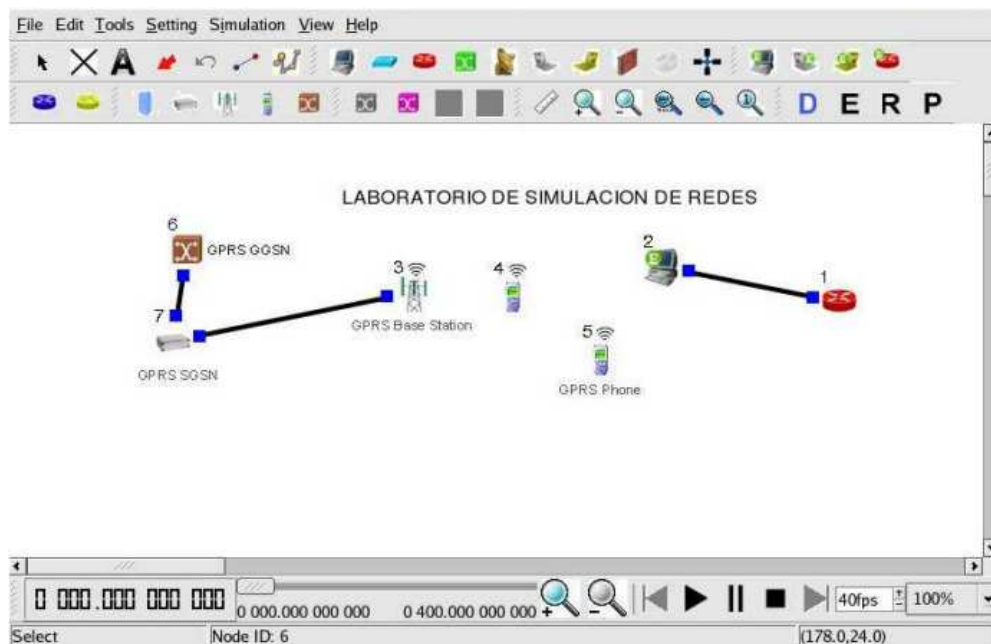 File Edit Tools Setting Simulation View Help
A
D E R P
LABORATORIO DE SIMULACION DE REDES
6
GPRS GGSN
2
3
4
1
7
GPRS Base Station
5
GPRS SGSN
GPRS Phone
0 000.000 000 000
0 000.000 000 000
0 400.000 000 000
40fps
100%
Select
Node ID: 6
(178.0,24.0)